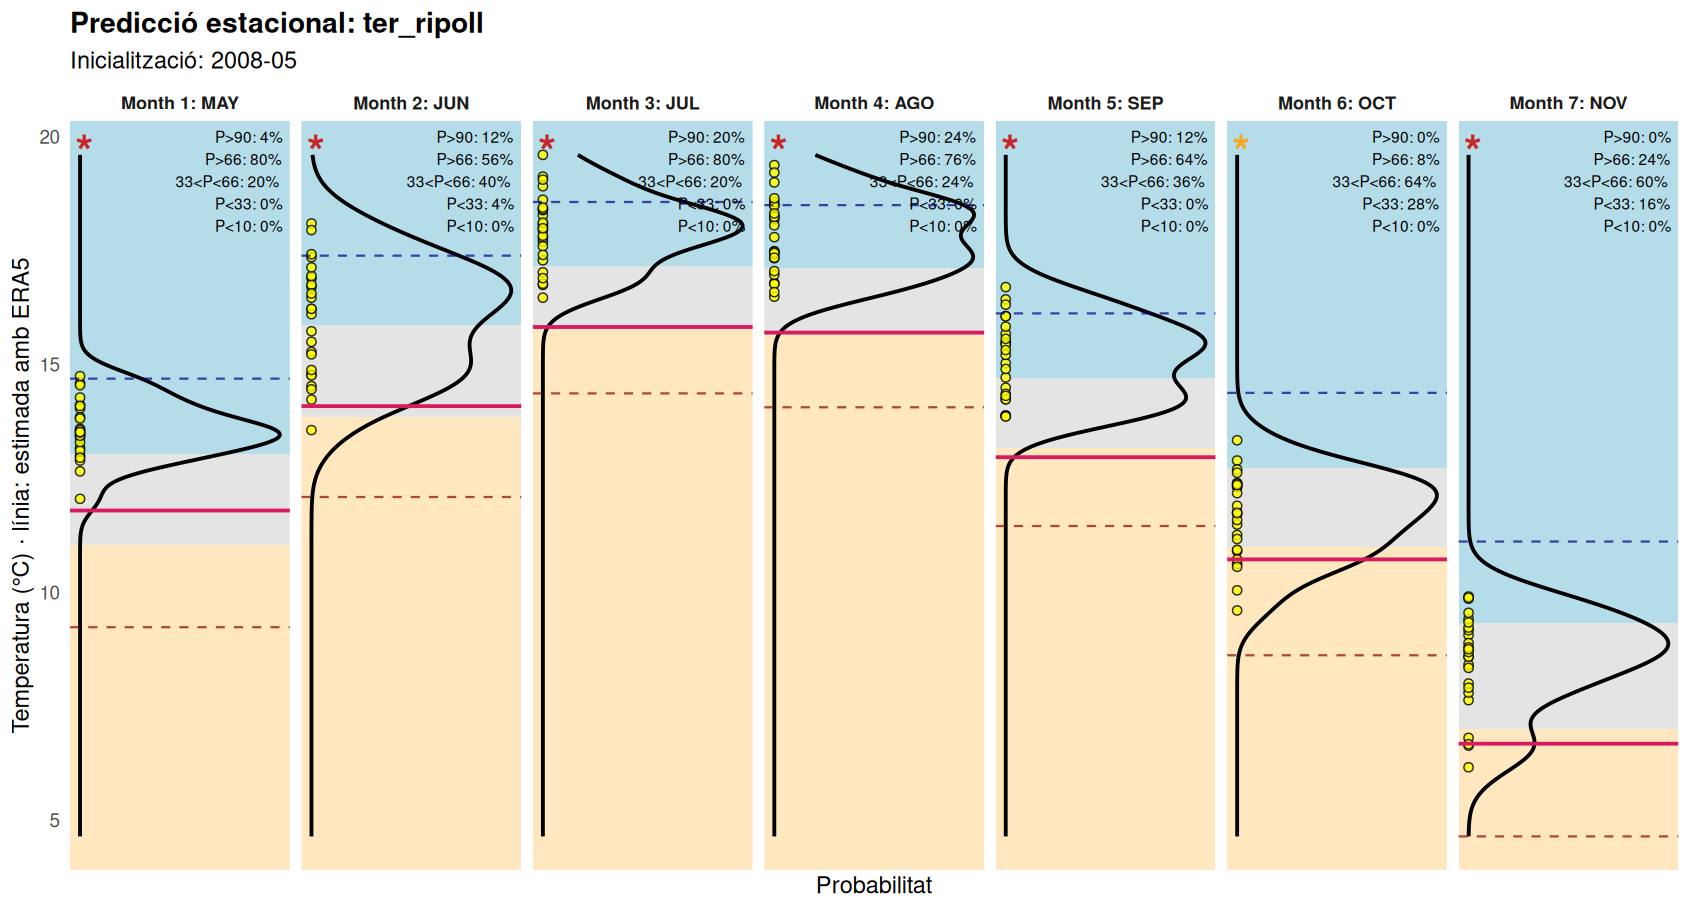 Predicció estacional: ter_ripoll
Inicialització: 2008-05
Month 1: MAY
Month 2: JUN
Month 3: JUL
Month 4: AGO
Month 5: SEP
Month 6: OCT
Month 7: NOV
*
P>90: 4%
P>66: 80%
33<P<66: 20%
P<33: 0%
P<10: 0%
*
P>90: 12%
P>66: 56%
33<P<66: 40%
P<33: 4%
P<10: 0%
*
P>90: 20%
P>66: 80%
33<P<66: 20%
P<33: 0%
P<10: 0%
*
P>90: 24%
P>66: 76%
33<P<66: 24%
P<33: 0%
P<10: 0%
*
P>90: 12%
P>66: 64%
33<P<66: 36%
P<33: 0%
P<10: 0%
*
P>90: 0%
P>66: 8%
33<P<66: 64%
P<33: 28%
P<10: 0%
*
P>90: 0%
P>66: 24%
33<P<66: 60%
P<33: 16%
P<10: 0%
20
15
10
5
Temperatura (°C) · línia: estimada amb ERA5
Probabilitat